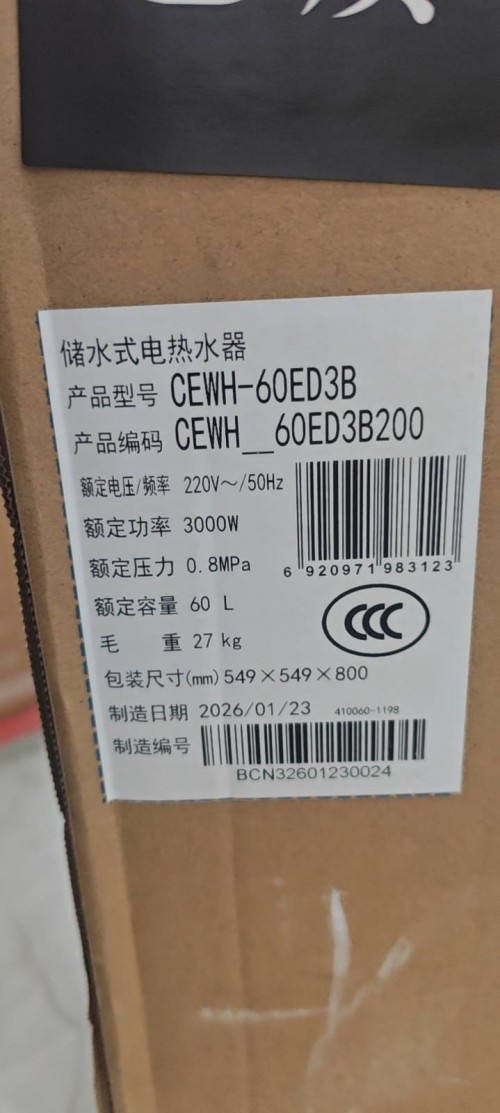 储水式电热水器
产品型号 CEWH-60ED3B
产品编码 CEWH__60ED3B200
额定电压/频率 220V～/50Hz
额定功率 3000W
额定压力 0.8MPa
6 920971 983123
额定容量 60 L
CCC
毛 重 27 kg
包装尺寸(mm) 549×549×800
制造日期 2026/01/23 410060-1198
制造编号
BCN32601230024